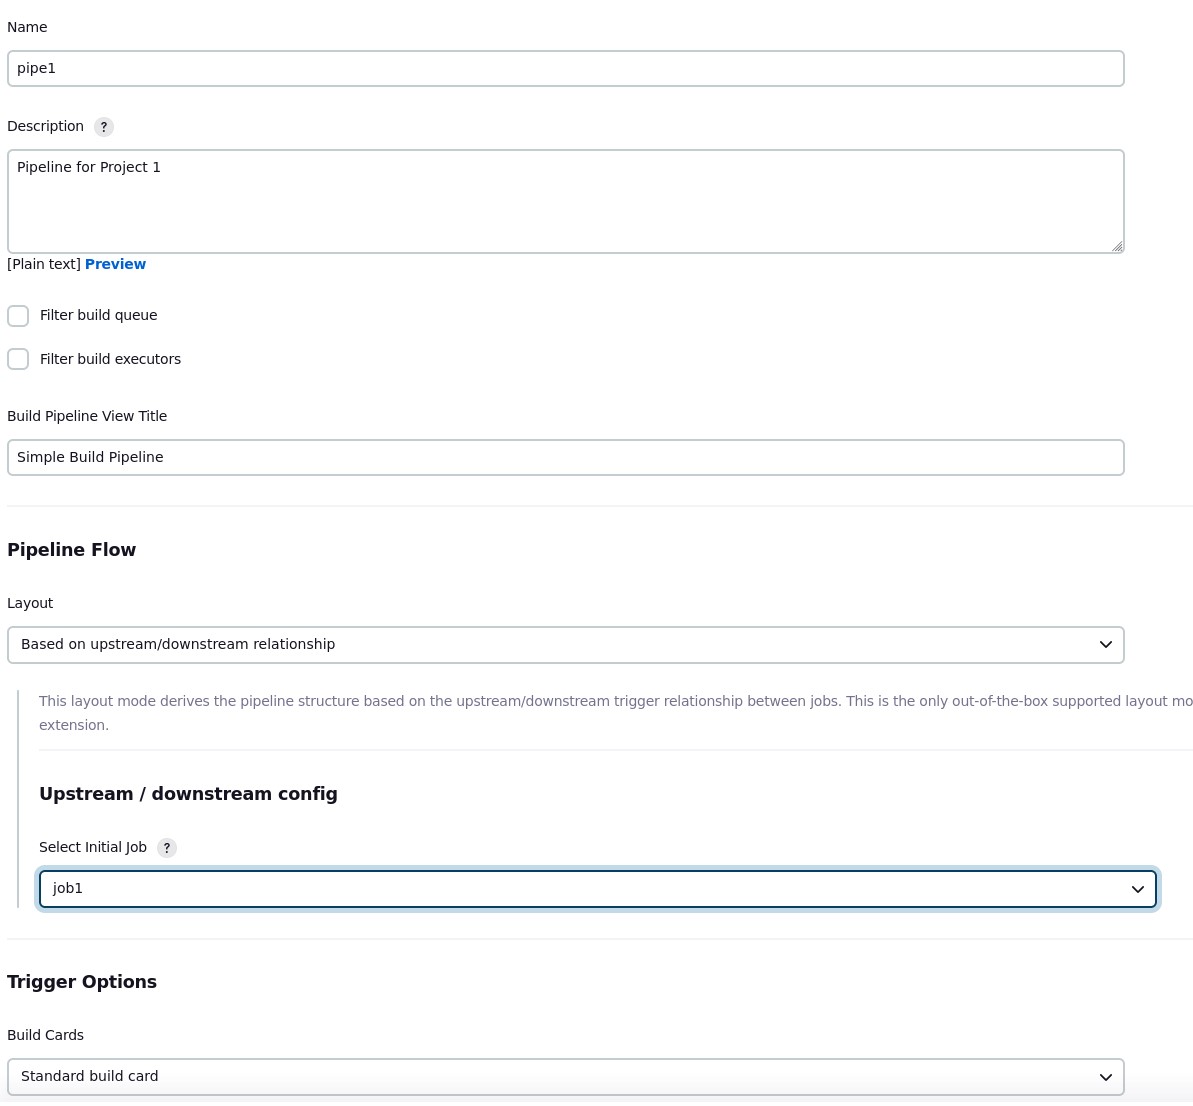 Name
pipe1
Description ?
Pipeline for Project 1
[Plain text] Preview
Filter build queue
Filter build executors
Build Pipeline View Title
Simple Build Pipeline
Pipeline Flow
Layout
Based on upstream/downstream relationship
This layout mode derives the pipeline structure based on the upstream/downstream trigger relationship between jobs. This is the only out-of-the-box supported layout mo
extension.
Upstream / downstream config
Select Initial Job ?
job1
Trigger Options
Build Cards
Standard build card